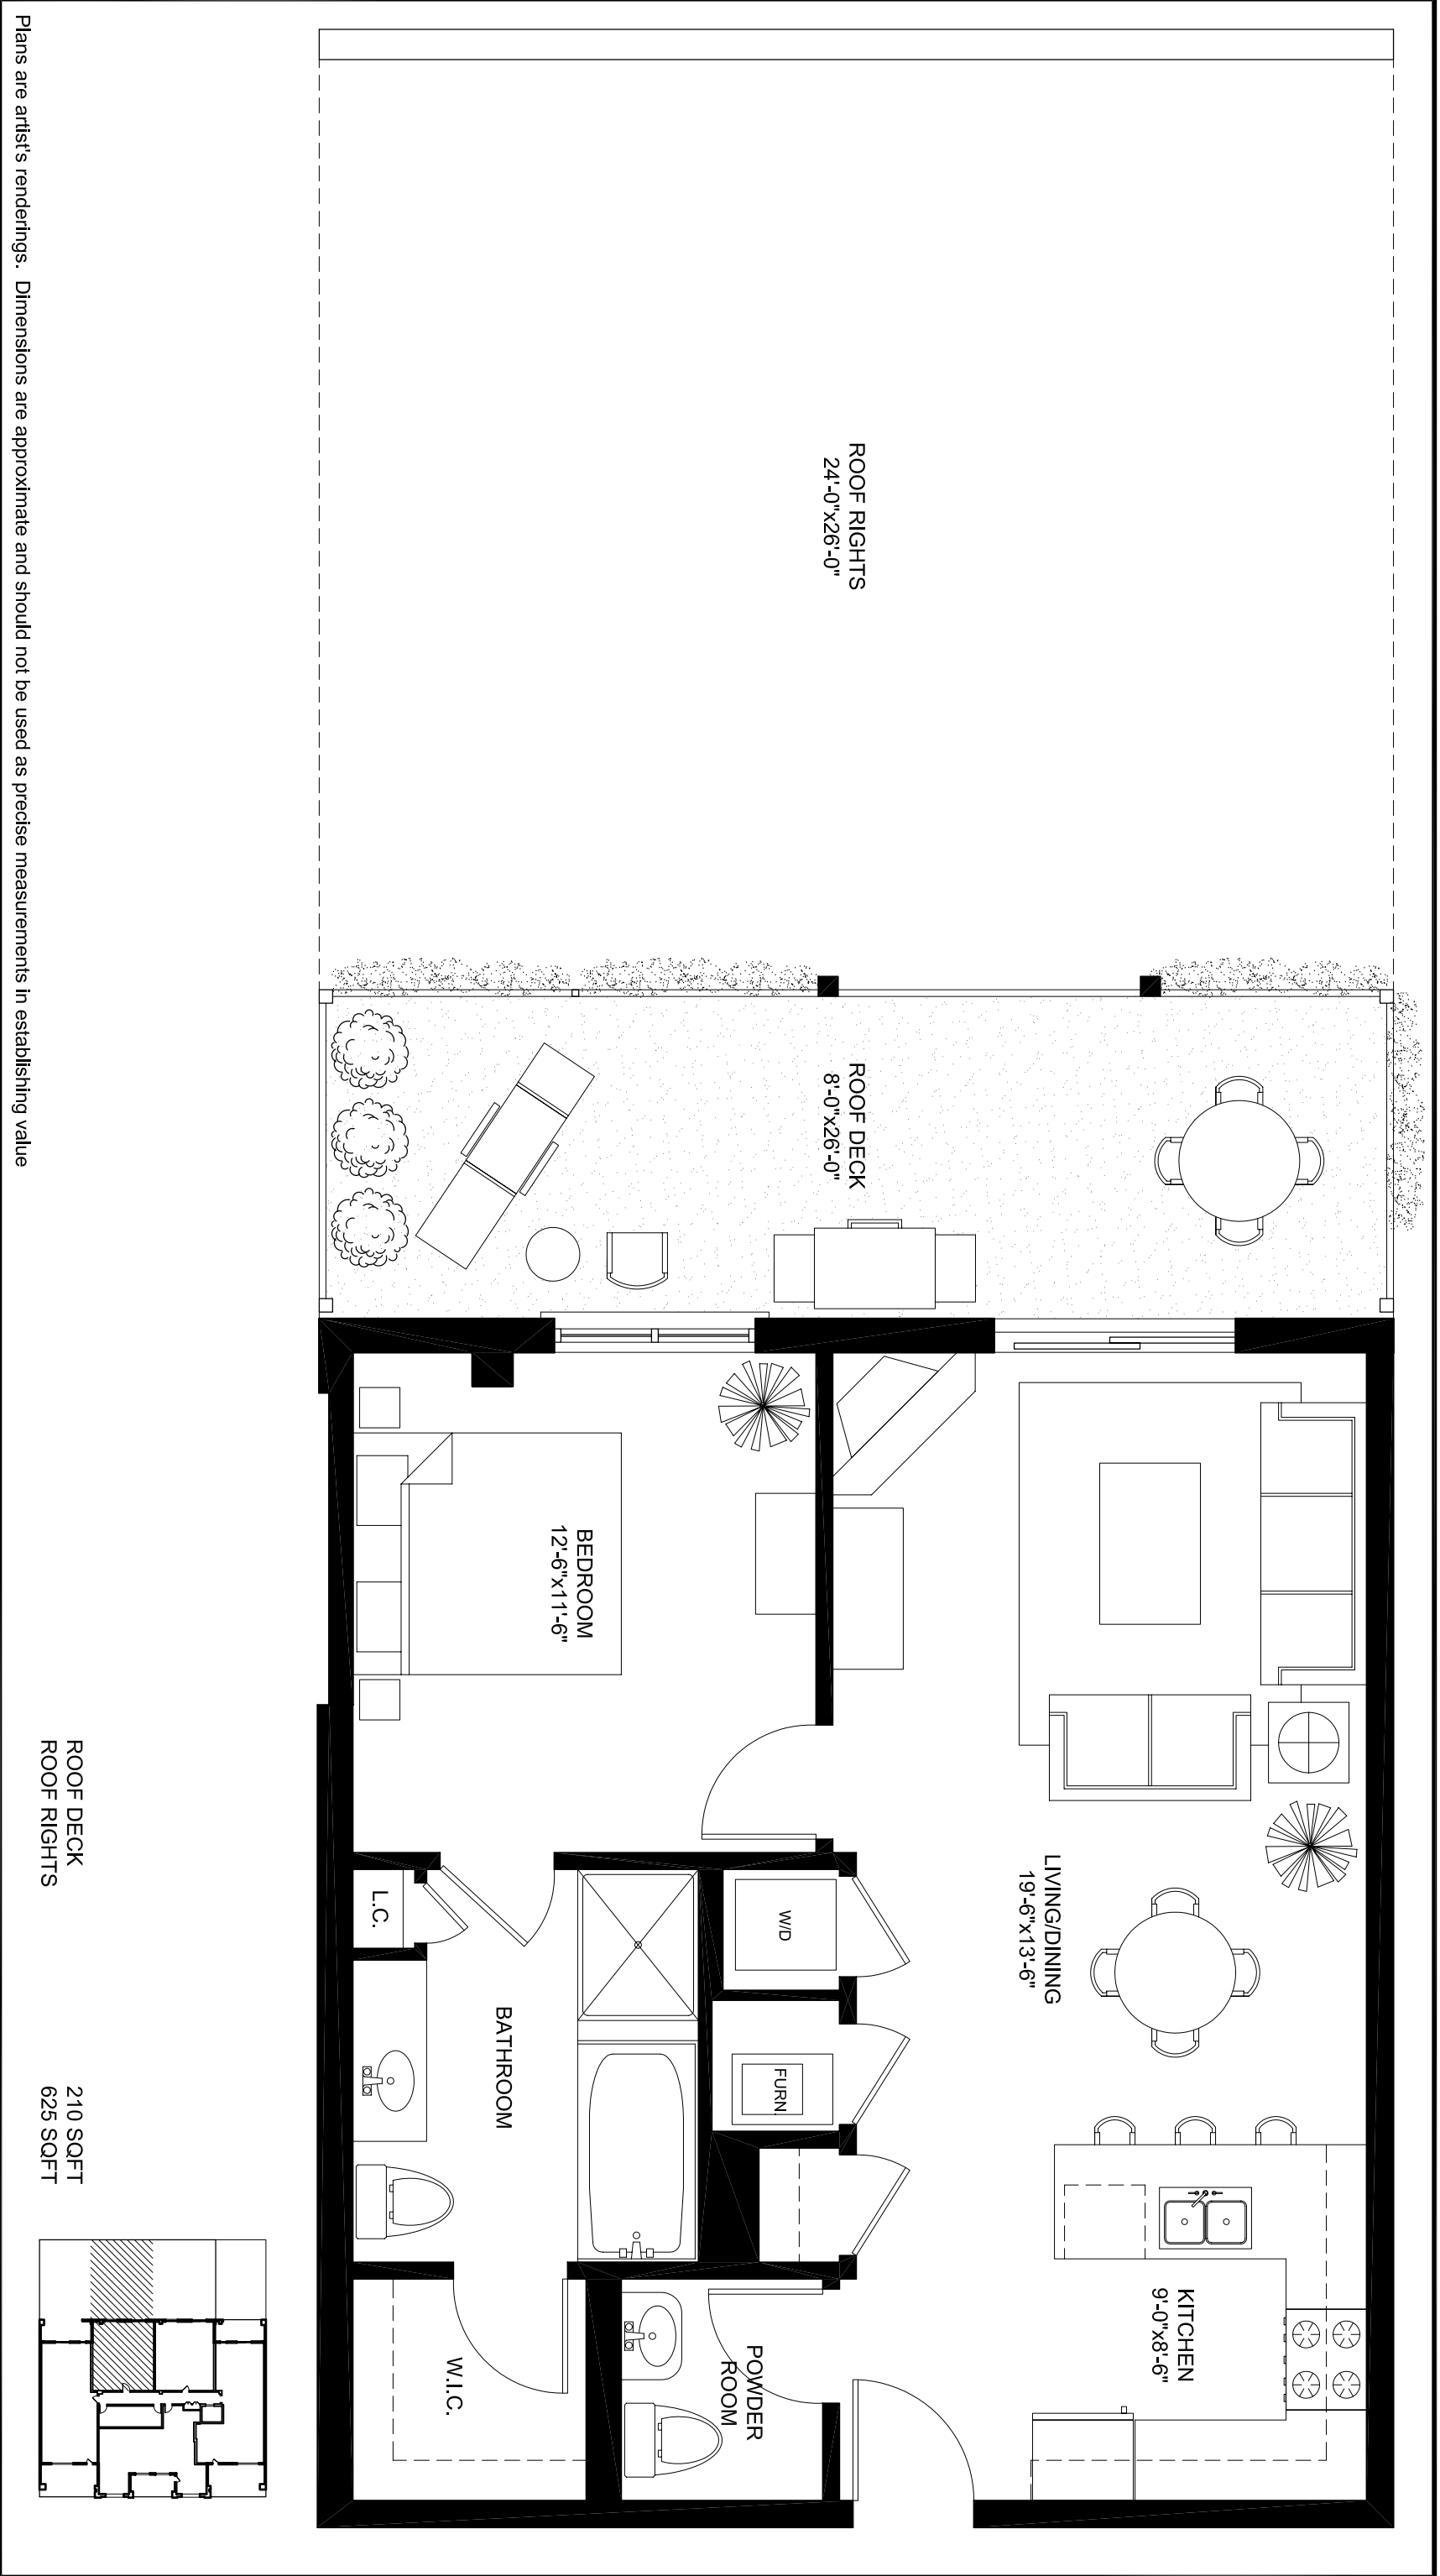 ROOF RIGHTS
24'-0"x26'-0"
ROOF DECK
8'-0"x26'-0"
LIVING/DINING
19'-6"x13'-6"
KITCHEN
9'-0"x8'-6"
BEDROOM
12'-6"x11'-6"
W/D
FURN.
L.C.
BATHROOM
POWDER
ROOM
W.I.C.
ROOF DECK 210 SQFT
ROOF RIGHTS 625 SQFT
Plans are artist's renderings. Dimensions are approximate and should not be used as precise measurements in establishing value